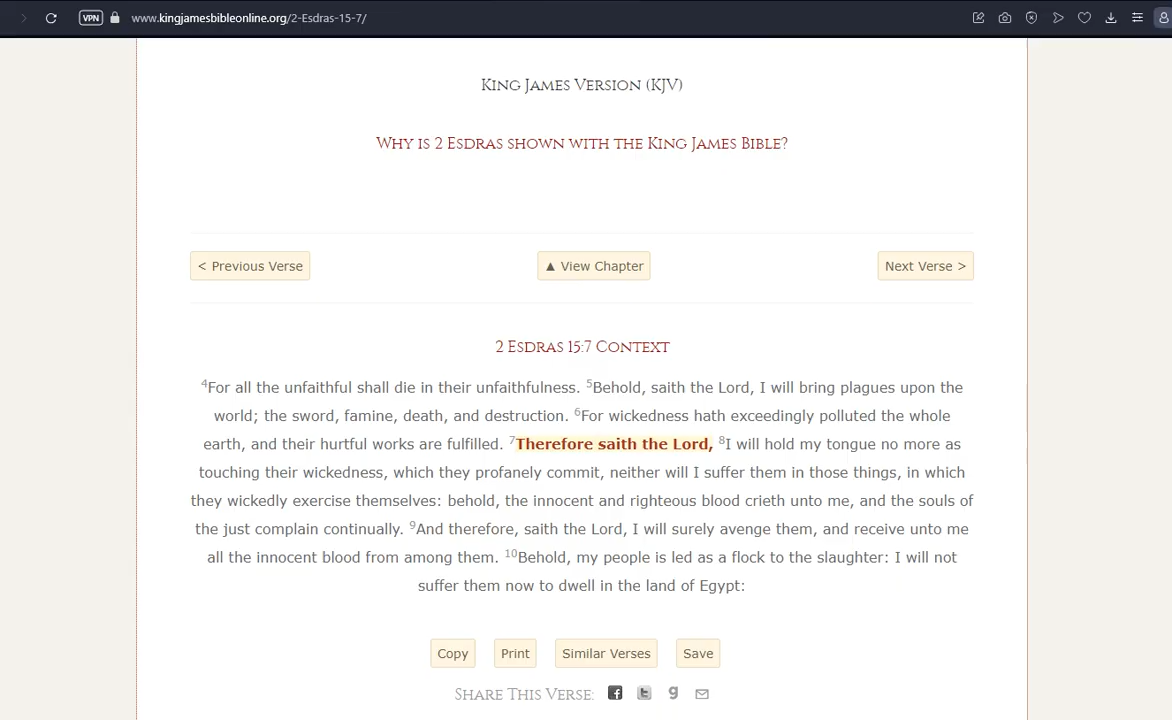 VPN www.kingjamesbibleonline.org/2-Esdras-15-7/
King James Version (KJV)
Why is 2 Esdras shown with the King James Bible?
< Previous Verse ▲ View Chapter Next Verse >
2 Esdras 15:7 Context
4For all the unfaithful shall die in their unfaithfulness. 5Behold, saith the Lord, I will bring plagues upon the
world; the sword, famine, death, and destruction. 6For wickedness hath exceedingly polluted the whole
earth, and their hurtful works are fulfilled. 7Therefore saith the Lord, 8I will hold my tongue no more as
touching their wickedness, which they profanely commit, neither will I suffer them in those things, in which
they wickedly exercise themselves: behold, the innocent and righteous blood crieth unto me, and the souls of
the just complain continually. 9And therefore, saith the Lord, I will surely avenge them, and receive unto me
all the innocent blood from among them. 10Behold, my people is led as a flock to the slaughter: I will not
suffer them now to dwell in the land of Egypt:
Copy Print Similar Verses Save
Share This Verse: